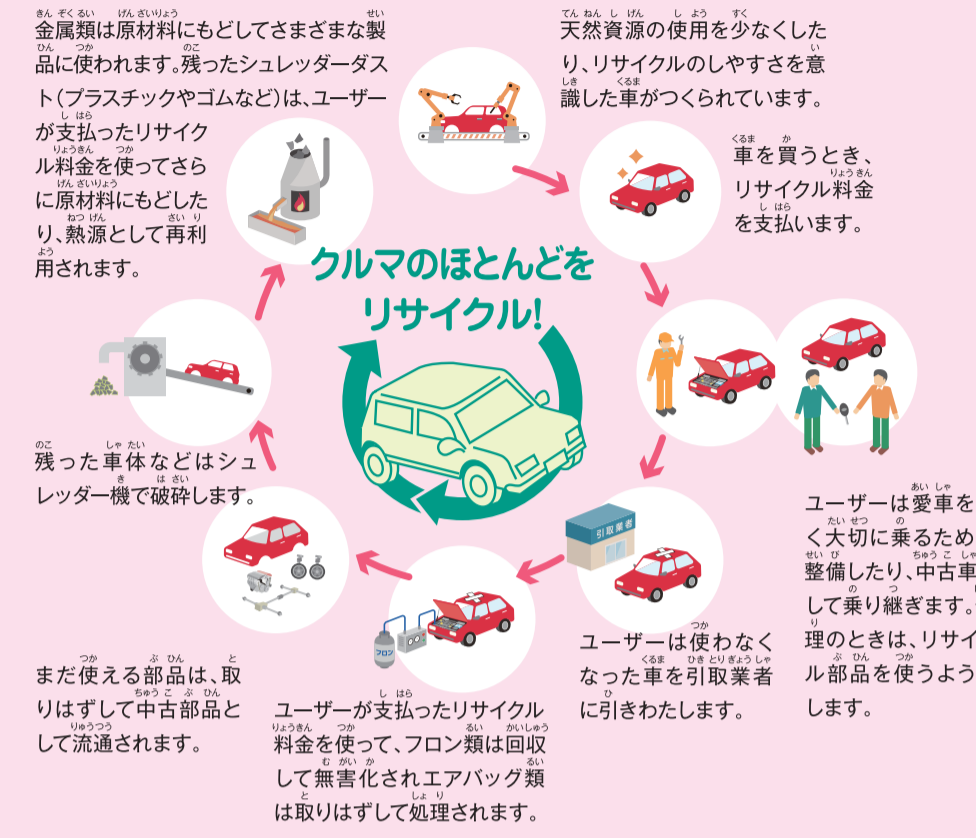 金属類は原材料にもどしてさまざまな製
品に使われます。残ったシュレッダーダス
ト(プラスチックやゴムなど)は、ユーザー
が支払ったリサイク
ル料金を使ってさら
に原材料にもどした
り、熱源として再利
用されます。
天然資源の使用を少なくした
り、リサイクルのしやすさを意
識した車がつくられています。
車を買うとき、
リサイクル料金
を支払います。
クルマのほとんどを
リサイクル!
残った車体などはシュ
レッダー機で破砕します。
引取業者
フロン
ユーザーは愛車を
く大切に乗るため
整備したり、中古車
して乗り継ぎます。
理のときは、リサイ
ル部品を使うよう
します。
ユーザーは使わなく
なった車を引取業者
に引きわたします。
まだ使える部品は、取
りはずして中古部品と
して流通されます。
ユーザーが支払ったリサイクル
料金を使って、フロン類は回収
して無害化されエアバッグ類
は取りはずして処理されます。